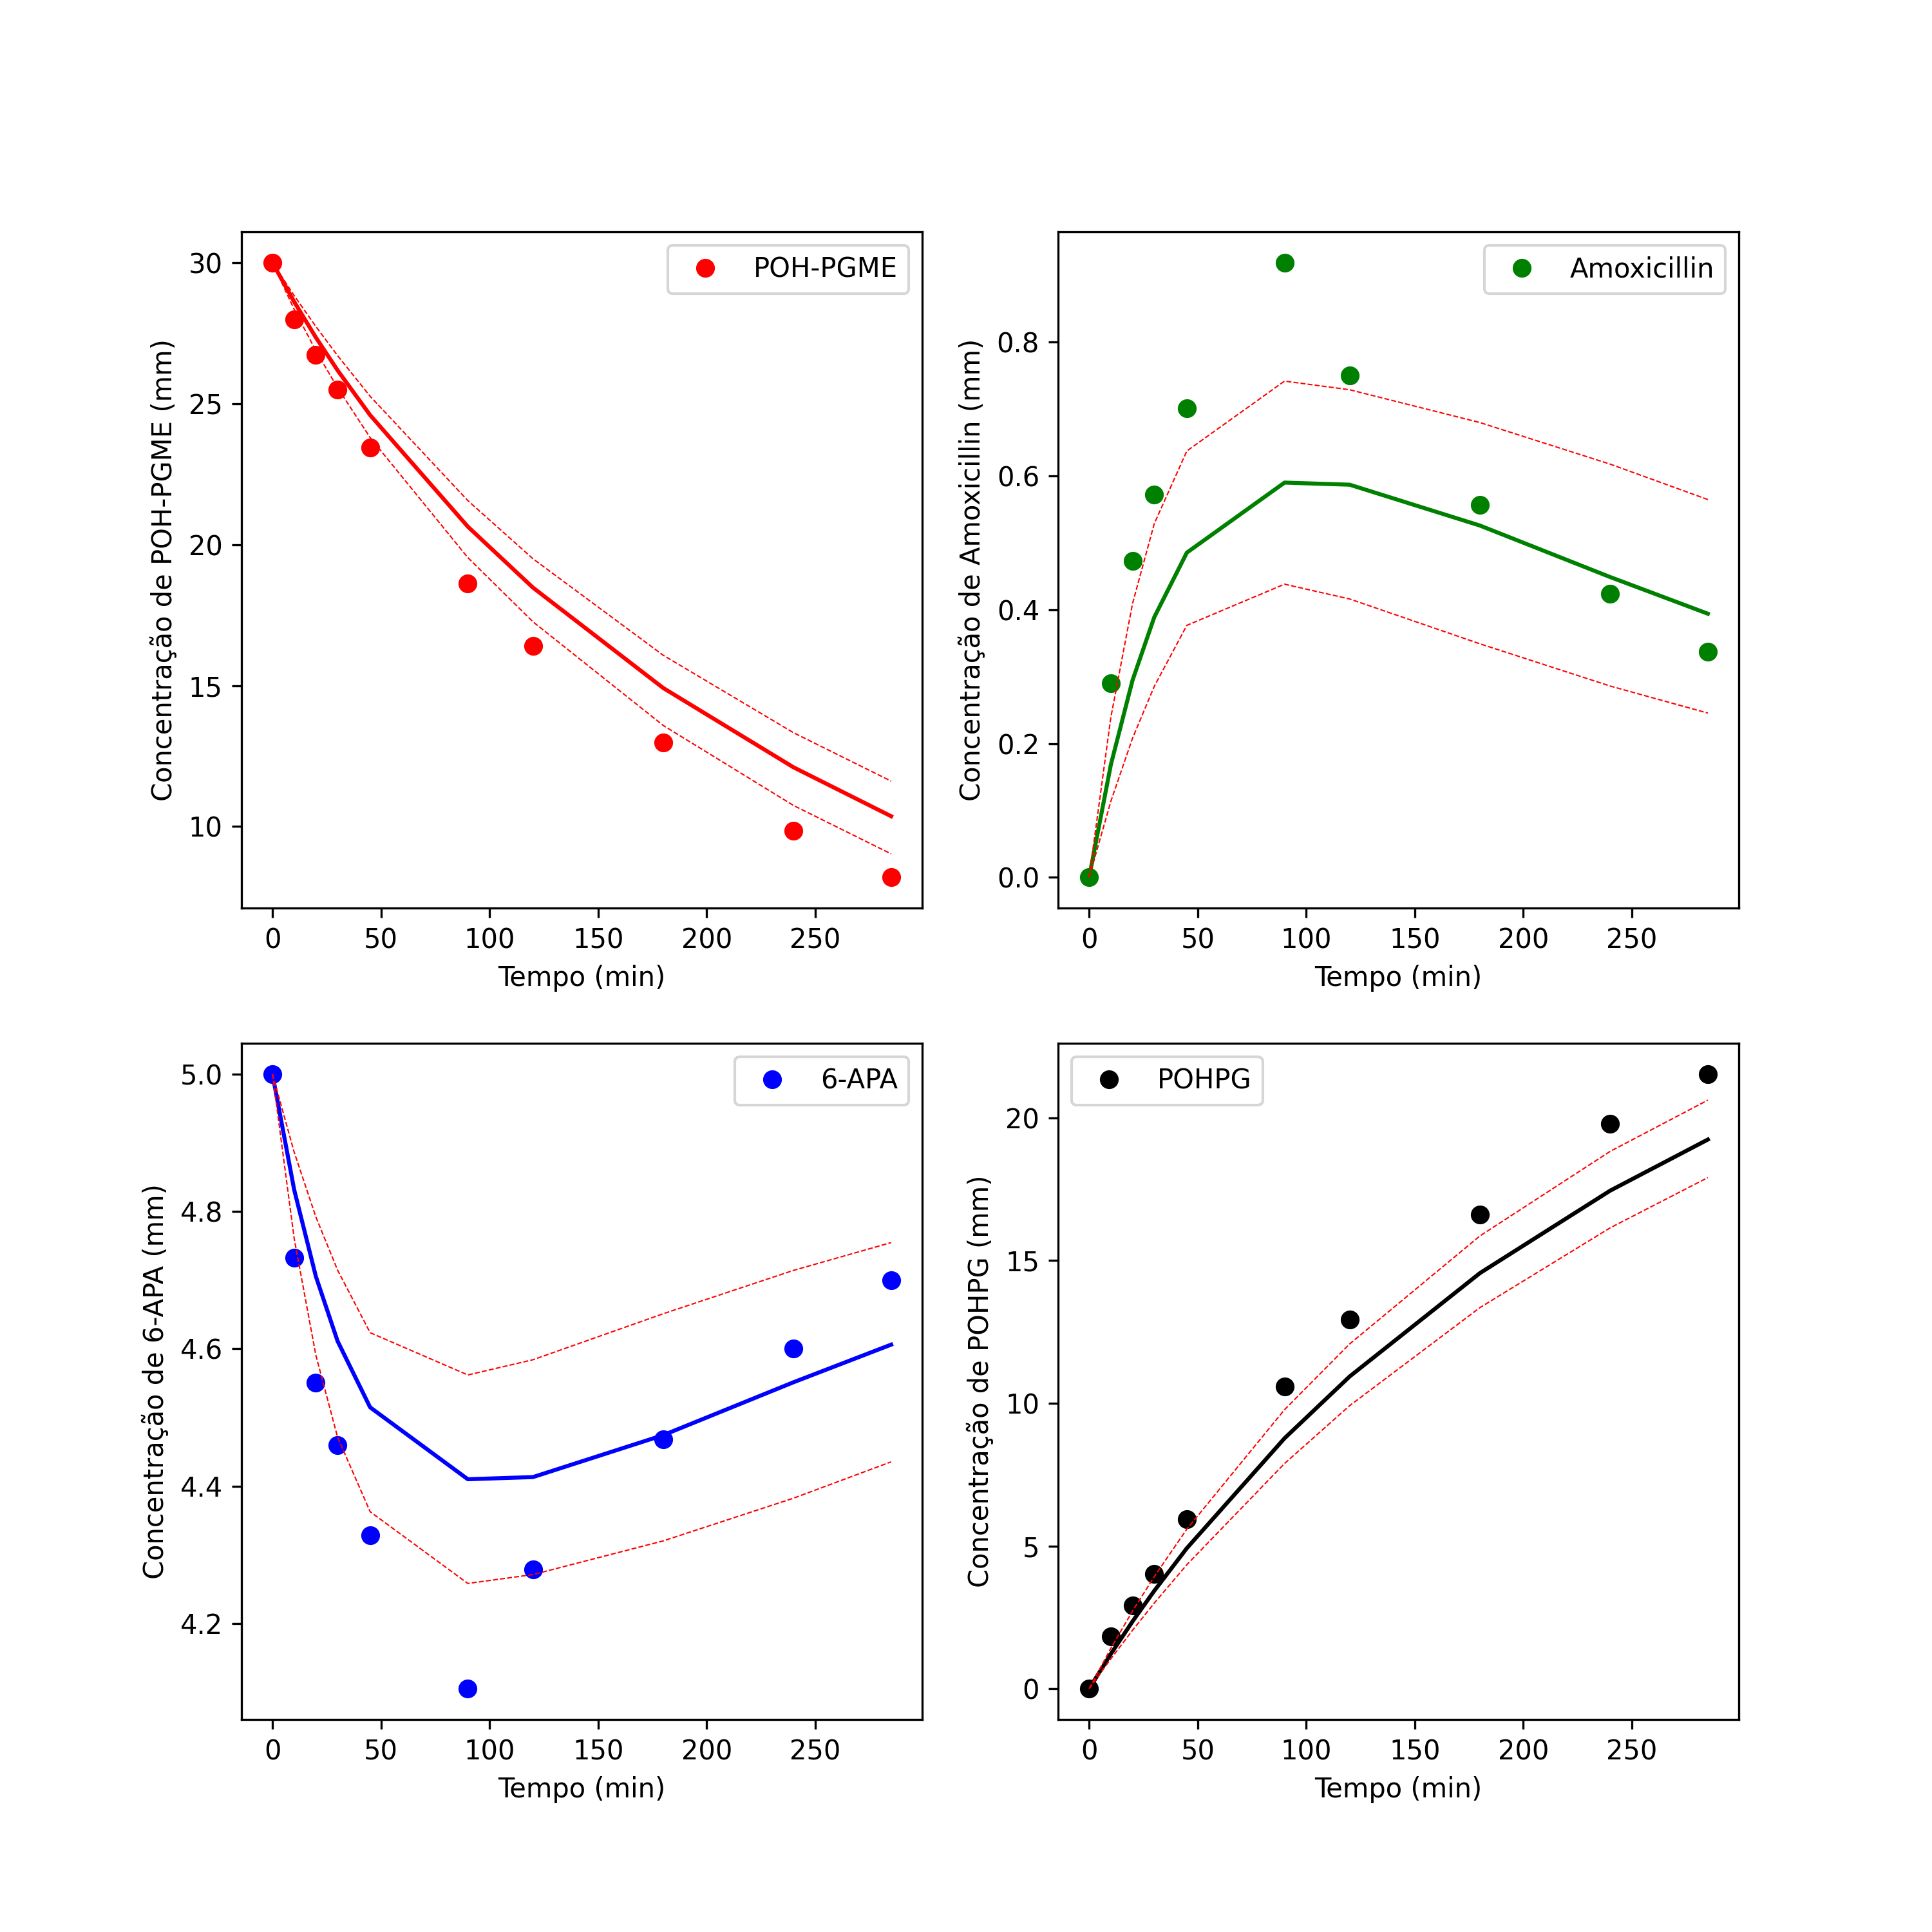 POH-PGME
Concentração de POH-PGME (mm)
30
25
20
15
10
0 50 100 150 200 250
Tempo (min)
Amoxicillin
Concentração de Amoxicillin (mm)
0.8
0.6
0.4
0.2
0.0
0 50 100 150 200 250
Tempo (min)
6-APA
Concentração de 6-APA (mm)
5.0
4.8
4.6
4.4
4.2
0 50 100 150 200 250
Tempo (min)
POHPG
Concentração de POHPG (mm)
20
15
10
5
0
0 50 100 150 200 250
Tempo (min)